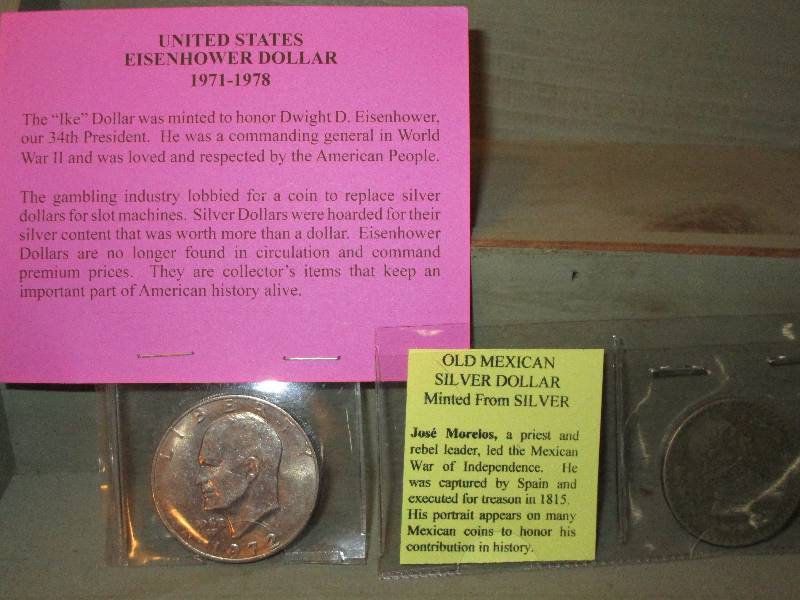 UNITED STATES
EISENHOWER DOLLAR
1971-1978
The “Ike” Dollar was minted to honor Dwight D. Eisenhower,
our 34th President. He was a commanding general in World
War II and was loved and respected by the American People.
The gambling industry lobbied for a coin to replace silver
dollars for slot machines. Silver Dollars were hoarded for their
silver content that was worth more than a dollar. Eisenhower
Dollars are no longer found in circulation and command
premium prices. They are collector’s items that keep an
important part of American history alive.
LIBERTY
1972
OLD MEXICAN
SILVER DOLLAR
Minted From SILVER
José Morelos, a priest and
rebel leader, led the Mexican
War of Independence. He
was captured by Spain and
executed for treason in 1815.
His portrait appears on many
Mexican coins to honor his
contribution in history.